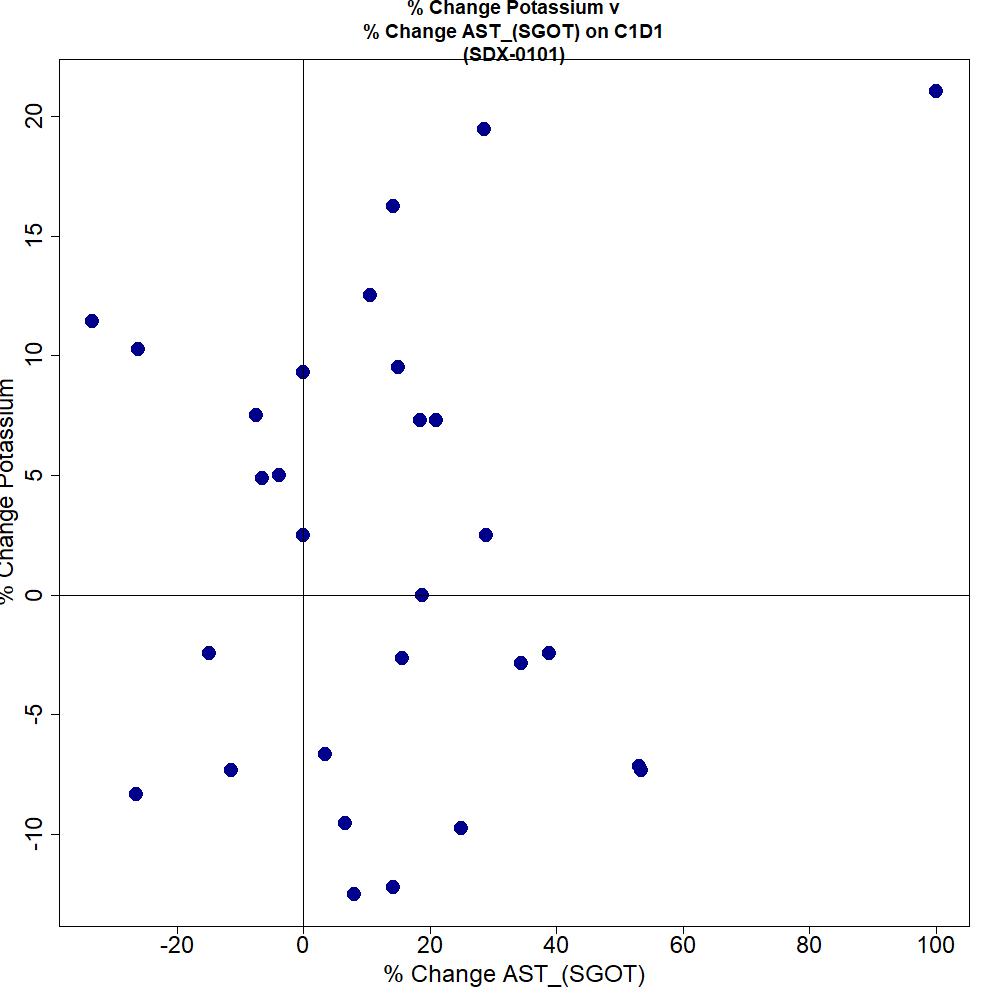 % Change Potassium v
% Change AST_(SGOT) on C1D1
(SDX-0101)
% Change Potassium
20
15
10
5
0
-5
-10
-20
0
20
40
60
80
100
% Change AST_(SGOT)